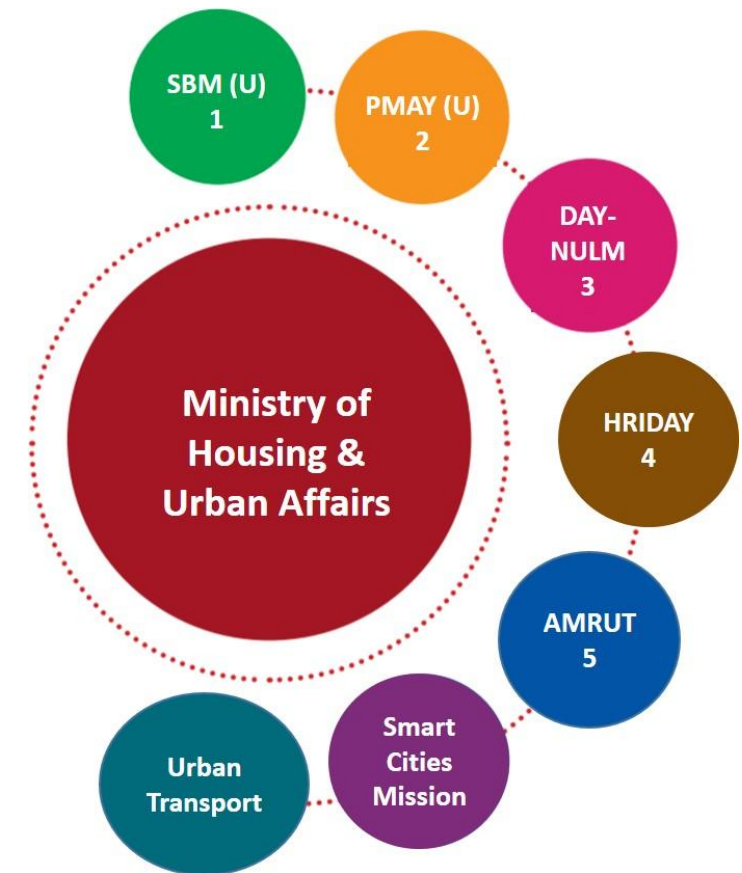 SBM (U)
1
PMAY (U)
2
DAY-
NULM
3
HRIDAY
4
AMRUT
5
Smart
Cities
Mission
Urban
Transport
Ministry of
Housing &
Urban Affairs